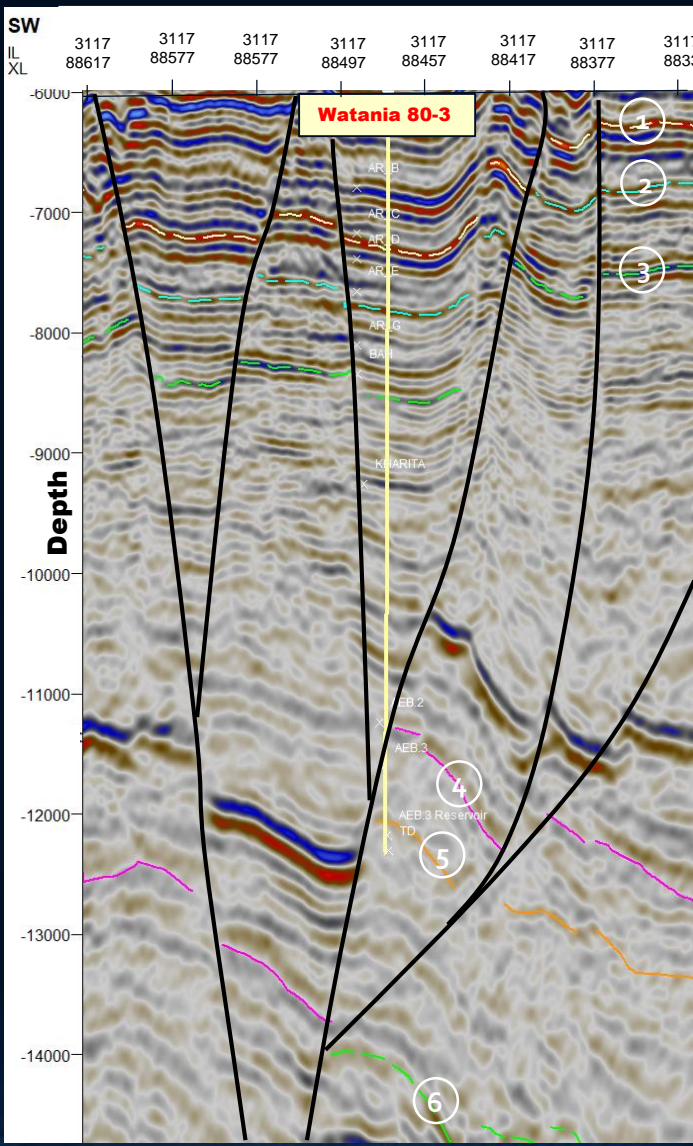 SW
IL 3117 3117 3117 3117 3117 3117 3117 3117
XL 88617 88577 88577 88497 88457 88417 88377
-6000
Watania 80-3
1
AR B
2
AR C
-7000
AR D
3
AR E
AR G
-8000
BAH
KHARITA
-9000
Depth
-10000
-11000
AEB.2
AEB.3
4
-12000
AEB.3 Reservoir
TD
5
-13000
-14000
6